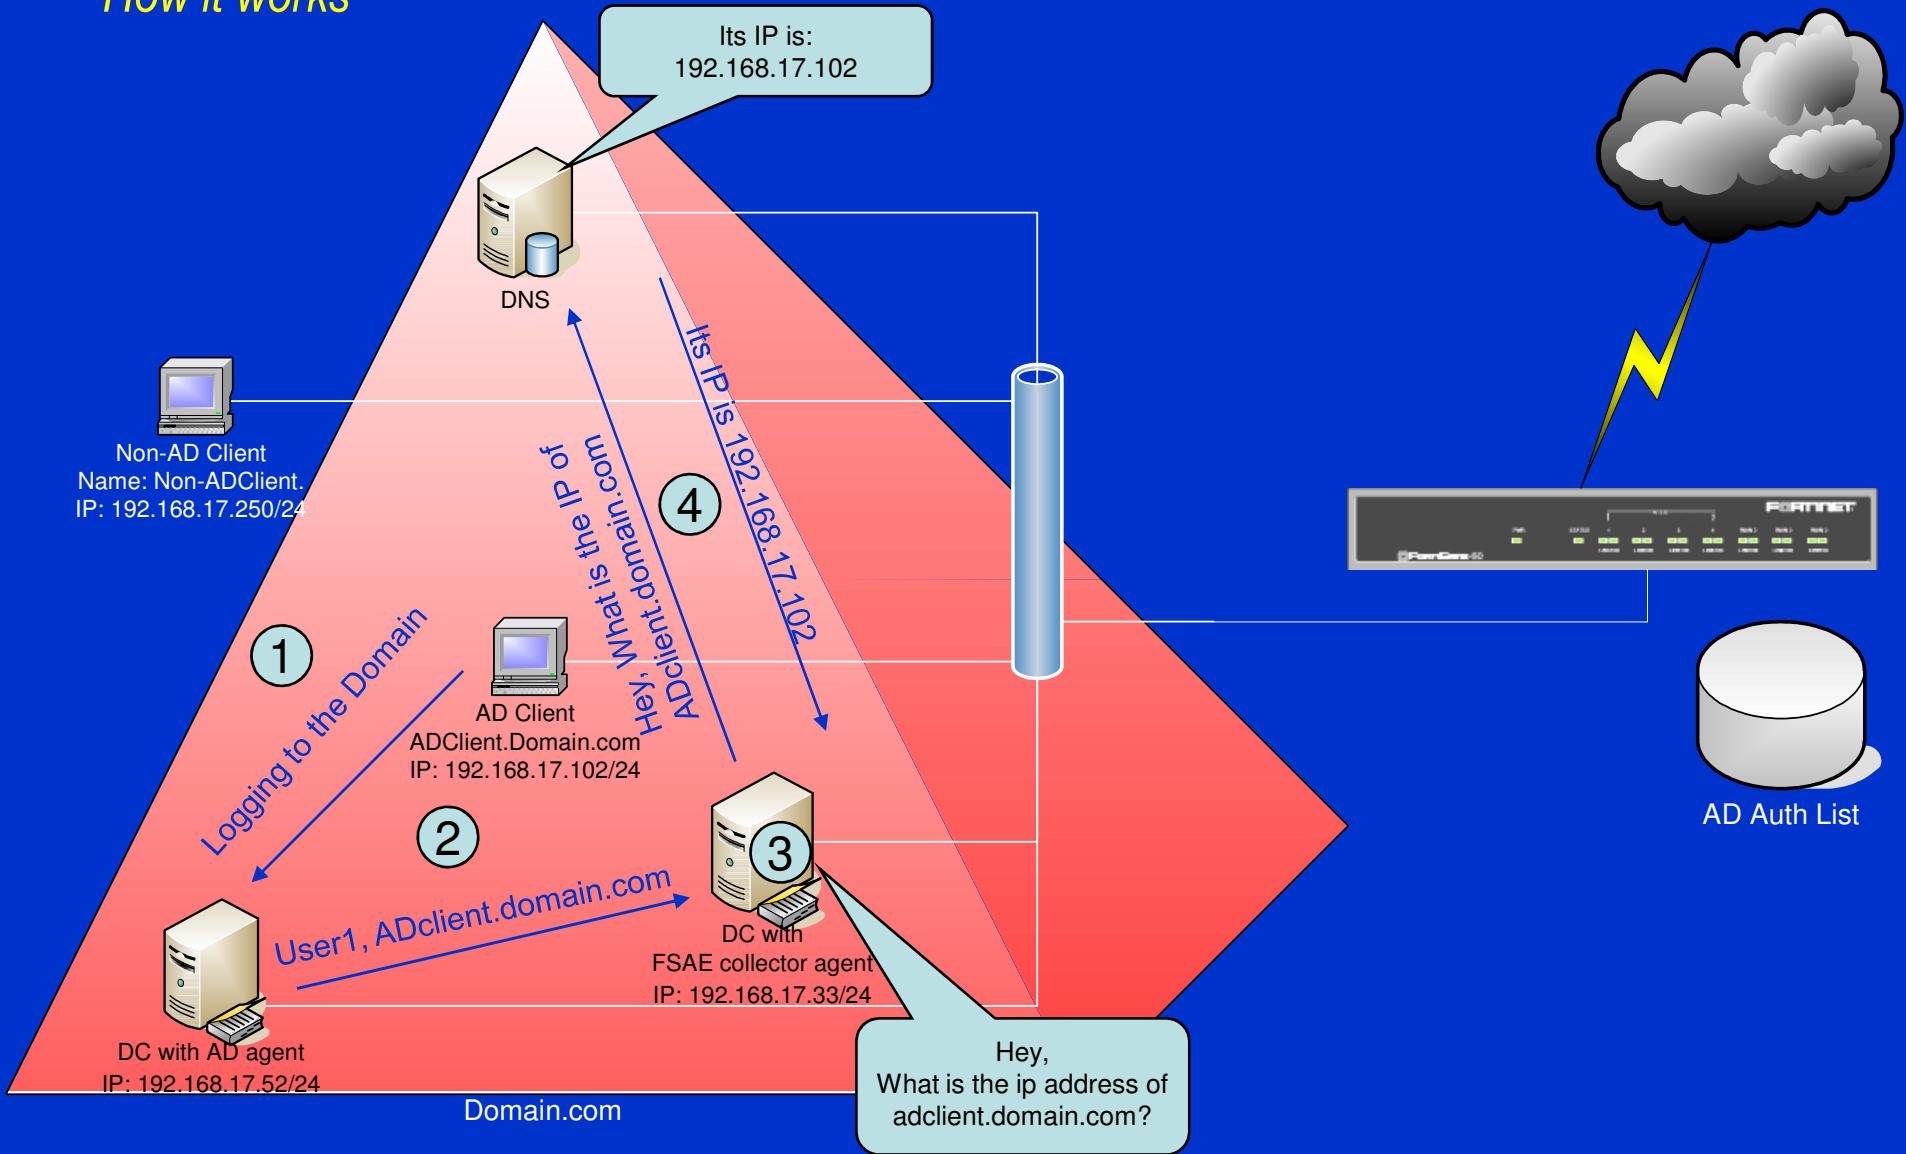 How it works
Its IP is:
192.168.17.102
DNS
Its IP is 192.168.17.102
Hey, What is the IP of
ADclient.domain.com
4
Non-AD Client
Name: Non-ADClient.
IP: 192.168.17.250/24
FORTINET
FortiGate-60
1
Logging to the Domain
AD Client
ADClient.Domain.com
IP: 192.168.17.102/24
2
3
User1, ADclient.domain.com
DC with
FSAE collector agent
IP: 192.168.17.33/24
AD Auth List
DC with AD agent
IP: 192.168.17.52/24
Domain.com
Hey,
What is the ip address of
adclient.domain.com?